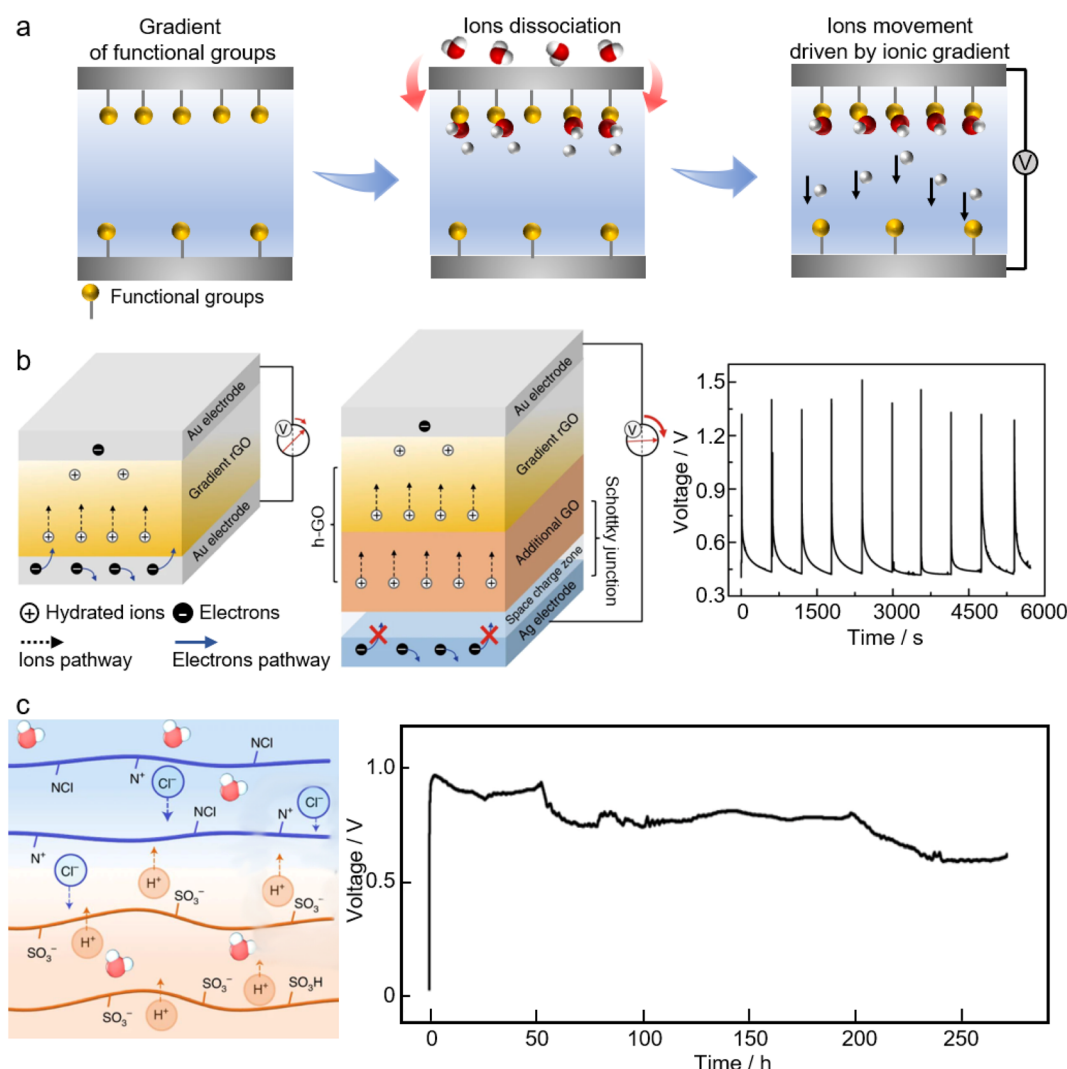 a
Gradient
of functional groups
Ions dissociation
Ions movement
driven by ionic gradient
V
Functional groups
b
Au electrode
Gradient rGO
Au electrode
V
⊕ Hydrated ions
⊖ Electrons
Ions pathway
Electrons pathway
h-GO
Au electrode
Gradient rGO
Additional GO
Space charge zone
Ag electrode
Schottky junction
V
Voltage / V
1.5
1.2
0.9
0.6
0.3
0 1500 3000 4500 6000
Time / s
c
NCl
NCl
N⁺
Cl⁻
NCl
Cl⁻
N⁺
N⁺
Cl⁻
H⁺
H⁺
SO₃⁻
SO₃⁻
SO₃⁻
H⁺
SO₃⁻
H⁺
SO₃⁻
SO₃H
SO₃⁻
H⁺
Voltage / V
1.0
0.5
0
0 50 100 150 200 250
Time / h